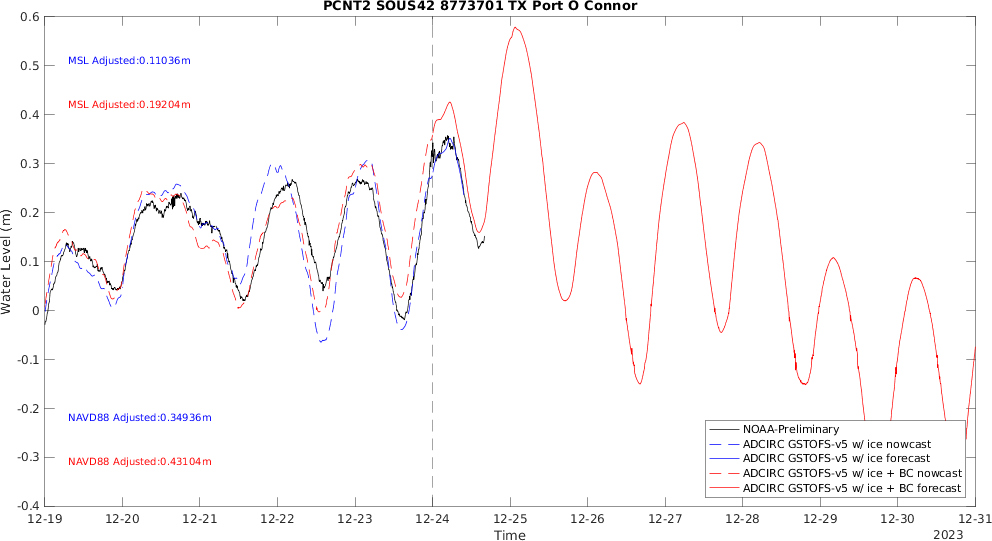 PCNT2 SOUS42 8773701 TX Port O Connor
0.6
0.5
0.4
0.3
0.2
0.1
0
-0.1
-0.2
-0.3
-0.4
Water Level (m)
MSL Adjusted:0.11036m
MSL Adjusted:0.19204m
NAVD88 Adjusted:0.34936m
NAVD88 Adjusted:0.43104m
NOAA-Preliminary
ADCIRC GSTOFS-v5 w/ ice nowcast
ADCIRC GSTOFS-v5 w/ ice forecast
ADCIRC GSTOFS-v5 w/ ice + BC nowcast
ADCIRC GSTOFS-v5 w/ ice + BC forecast
12-19 12-20 12-21 12-22 12-23 12-24 12-25 12-26 12-27 12-28 12-29 12-30 12-31
Time
2023